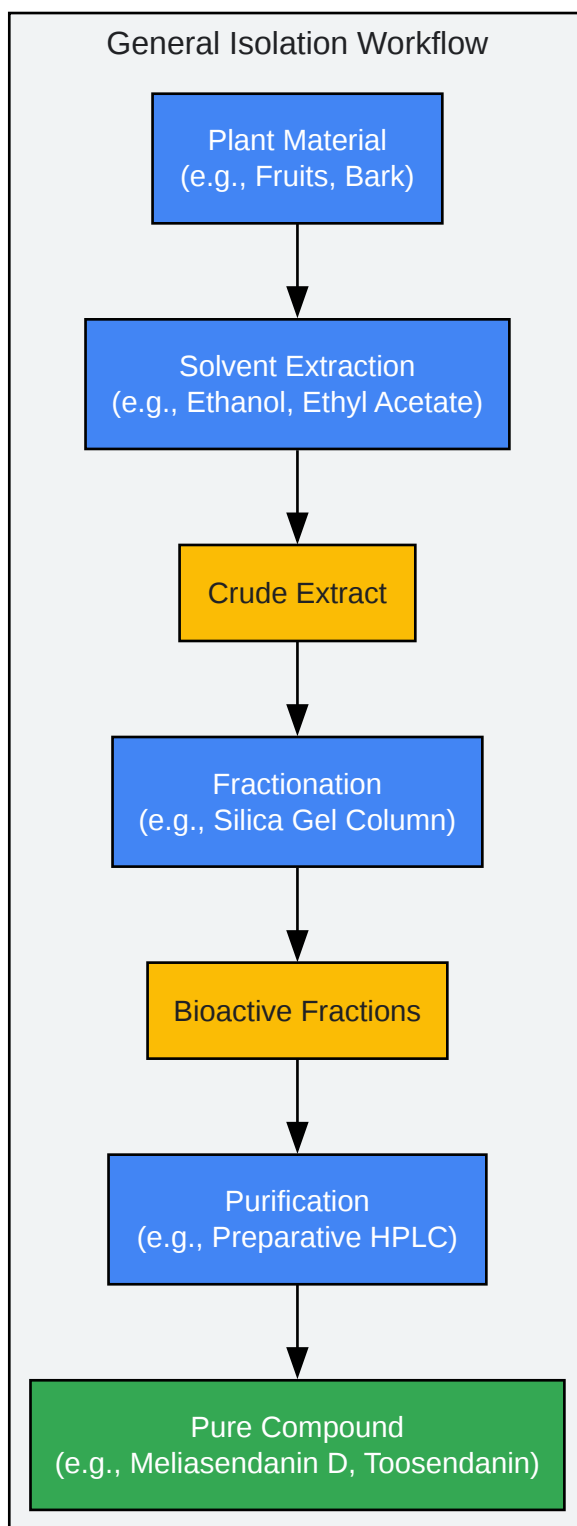 General Isolation Workflow
Plant Material
(e.g., Fruits, Bark)
Solvent Extraction
(e.g., Ethanol, Ethyl Acetate)
Crude Extract
Fractionation
(e.g., Silica Gel Column)
Bioactive Fractions
Purification
(e.g., Preparative HPLC)
Pure Compound
(e.g., Meliasendanin D, Toosendanin)